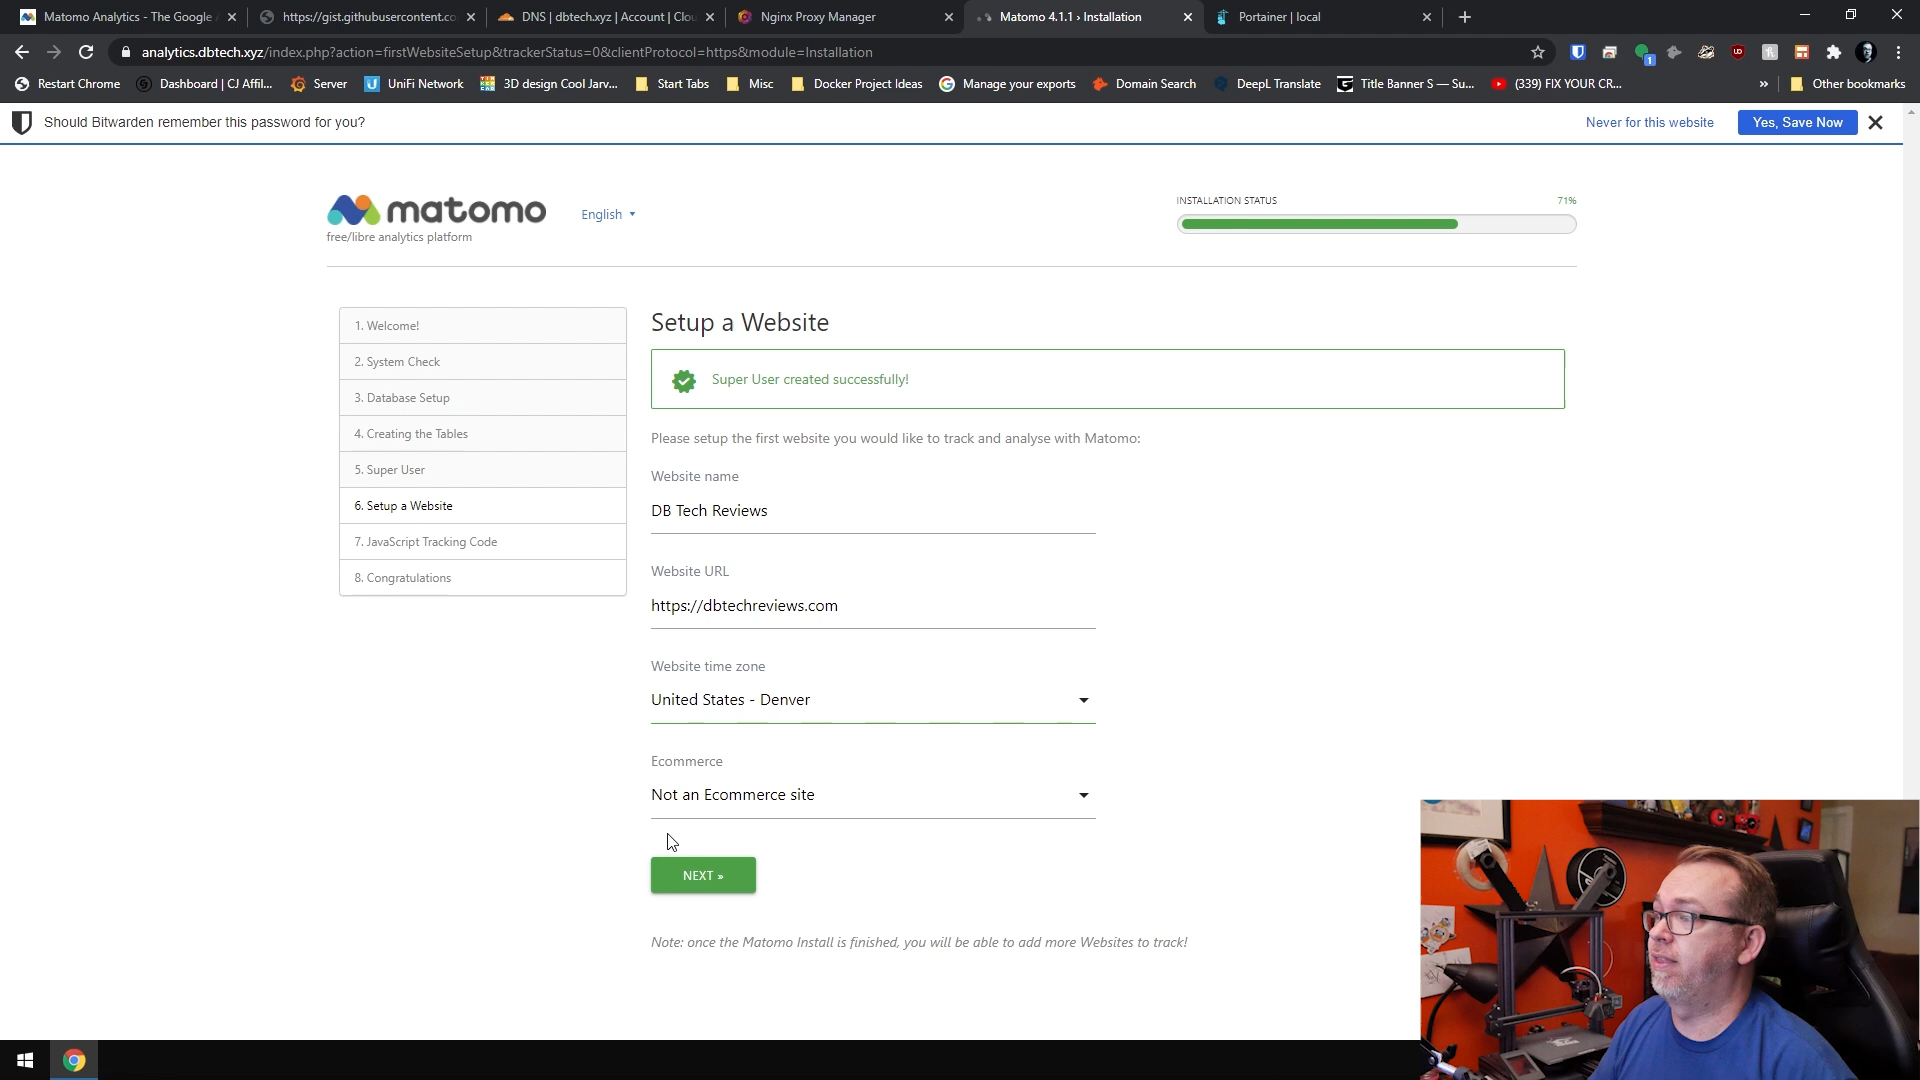 Matomo Analytics - The Google
https://gist.githubusercontent.co
DNS | dbtech.xyz | Account | Clou
Nginx Proxy Manager
Matomo 4.1.1 › Installation
Portainer | local
analytics.dbtech.xyz/index.php?action=firstWebsiteSetup&trackerStatus=0&clientProtocol=https&module=Installation
1
Restart Chrome
Dashboard | CJ Affil...
Server
UniFi Network
3D design Cool Jarv...
Start Tabs
Misc
Docker Project Ideas
Manage your exports
Domain Search
DeepL Translate
Title Banner S — Su...
(339) FIX YOUR CR...
»
Other bookmarks
Should Bitwarden remember this password for you?
Never for this website
Yes, Save Now
matomo
free/libre analytics platform
English
INSTALLATION STATUS
71%
1. Welcome!
2. System Check
3. Database Setup
4. Creating the Tables
5. Super User
6. Setup a Website
7. JavaScript Tracking Code
8. Congratulations
Setup a Website
Super User created successfully!
Please setup the first website you would like to track and analyse with Matomo:
Website name
DB Tech Reviews
Website URL
https://dbtechreviews.com
Website time zone
United States - Denver
Ecommerce
Not an Ecommerce site
NEXT »
Note: once the Matomo Install is finished, you will be able to add more Websites to track!